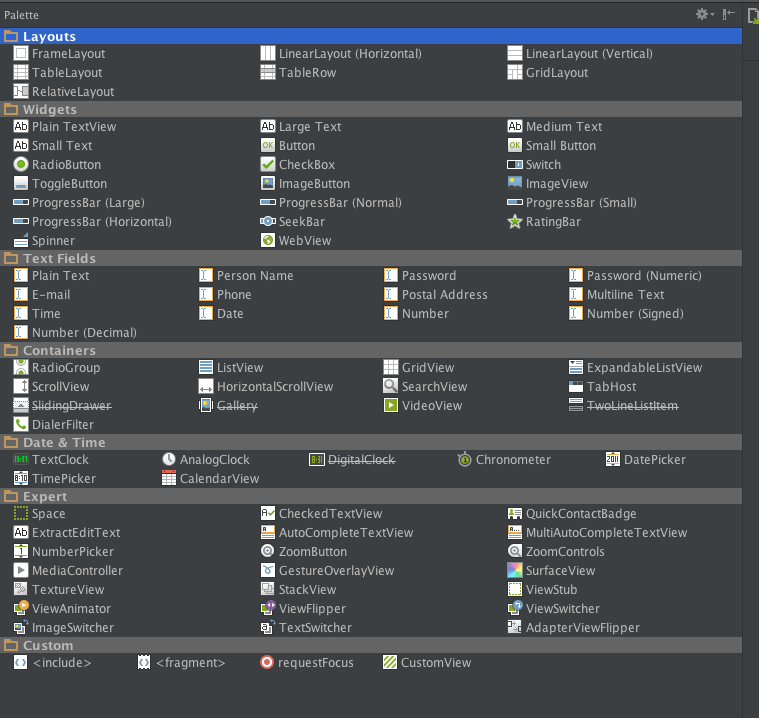 Palette
Layouts
FrameLayout LinearLayout (Horizontal) LinearLayout (Vertical)
TableLayout TableRow GridLayout
RelativeLayout
Widgets
Plain TextView Large Text Medium Text
Small Text Button Small Button
RadioButton CheckBox Switch
ToggleButton ImageButton ImageView
ProgressBar (Large) ProgressBar (Normal) ProgressBar (Small)
ProgressBar (Horizontal) SeekBar RatingBar
Spinner WebView
Text Fields
Plain Text Person Name Password Password (Numeric)
E-mail Phone Postal Address Multiline Text
Time Date Number Number (Signed)
Number (Decimal)
Containers
RadioGroup ListView GridView ExpandableListView
ScrollView HorizontalScrollView SearchView TabHost
SlidingDrawer Gallery VideoView TwoLineListItem
DialerFilter
Date & Time
TextClock AnalogClock DigitalClock Chronometer DatePicker
TimePicker CalendarView
Expert
Space CheckedTextView QuickContactBadge
ExtractEditText AutoCompleteTextView MultiAutoCompleteTextView
NumberPicker ZoomButton ZoomControls
MediaController GestureOverlayView SurfaceView
TextureView StackView ViewStub
ViewAnimator ViewFlipper ViewSwitcher
ImageSwitcher TextSwitcher AdapterViewFlipper
Custom
<include> <fragment> requestFocus CustomView